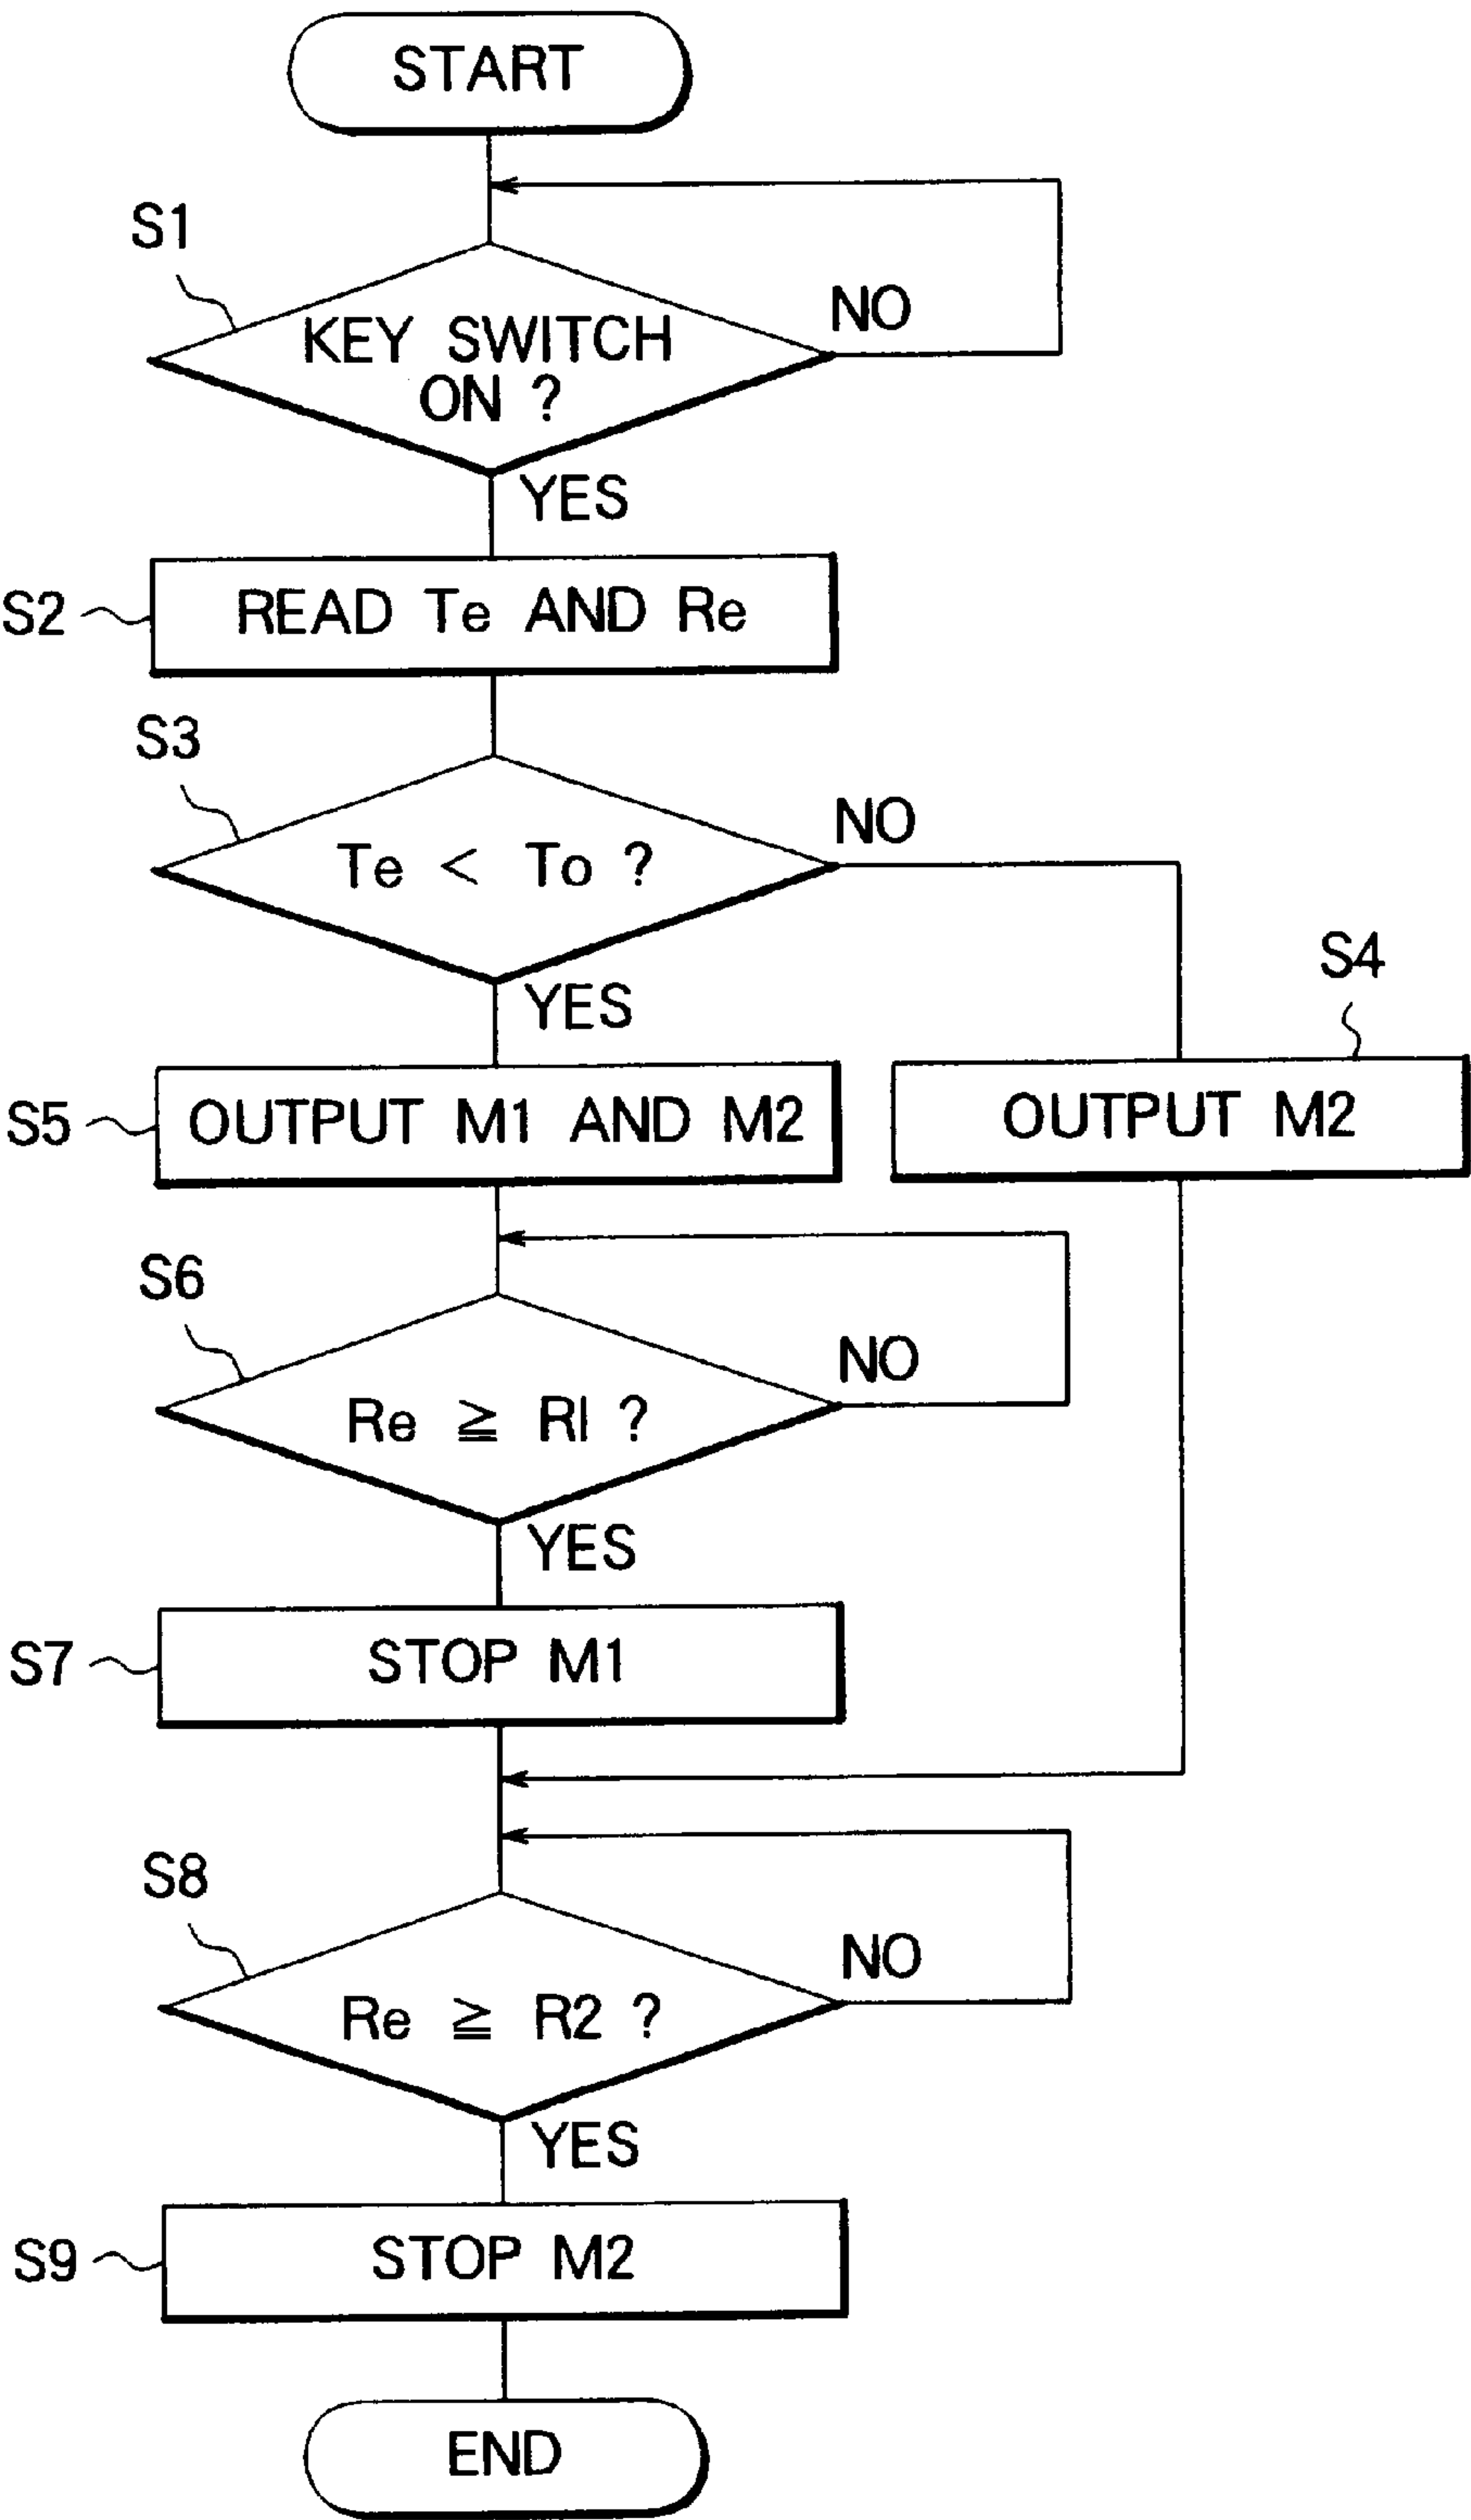 START
S1
KEY SWITCH
ON ?
NO
YES
S2
READ Te AND Re
S3
Te < To ?
NO
YES
S4
OUTPUT M2
S5
OUTPUT M1 AND M2
S6
Re ≧ R1 ?
NO
YES
S7
STOP M1
S8
Re ≧ R2 ?
NO
YES
S9
STOP M2
END